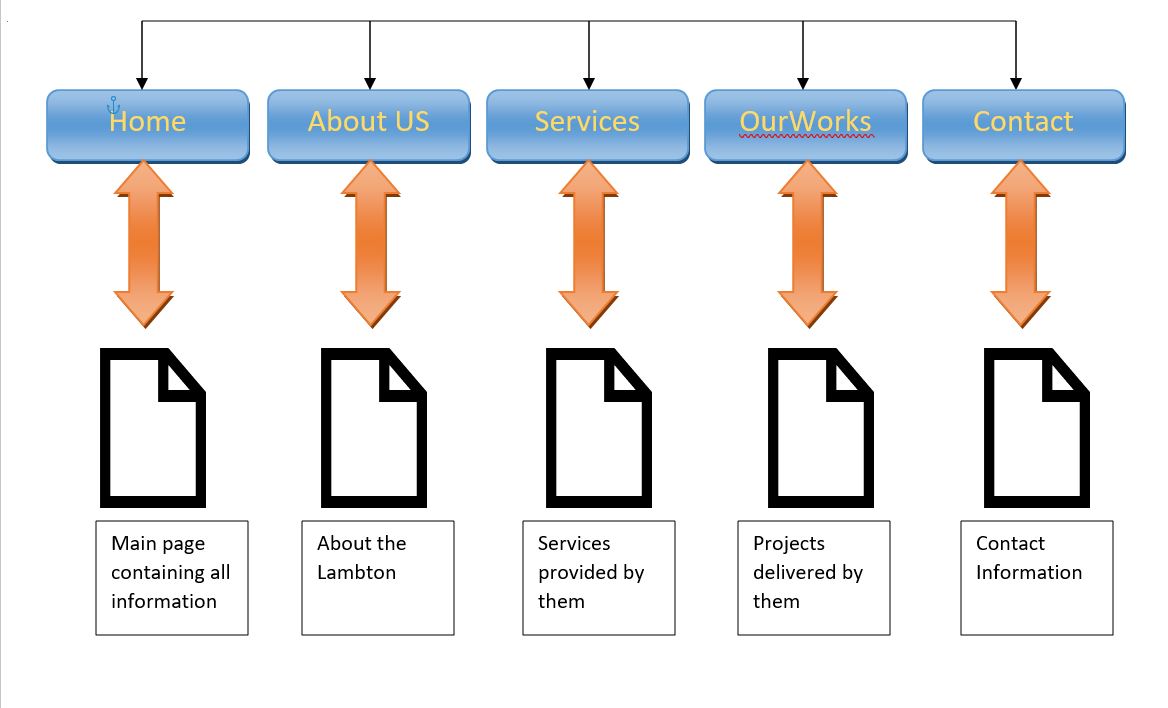 Home
About US
Services
OurWorks
Contact
Main page
containing all
information
About the
Lambton
Services
provided by
them
Projects
delivered by
them
Contact
Information